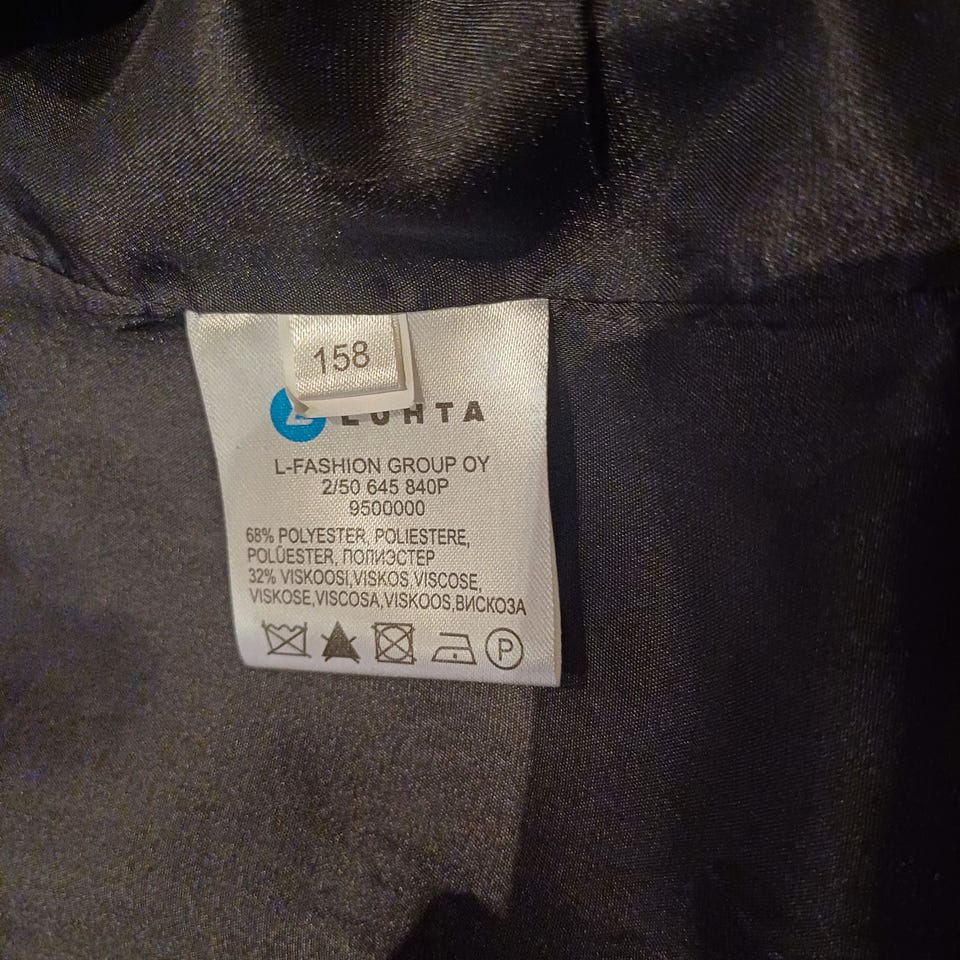 158
L LUHTA
L-FASHION GROUP OY
2/50 645 840P
9500000
68% POLYESTER, POLIESTERE,
POLÜESTER, ПОЛИЭСТЕР
32% VISKOOSI,VISKOS,VISCOSE,
VISKOSE,VISCOSA,VISKOOS,ВИСКОЗА
P